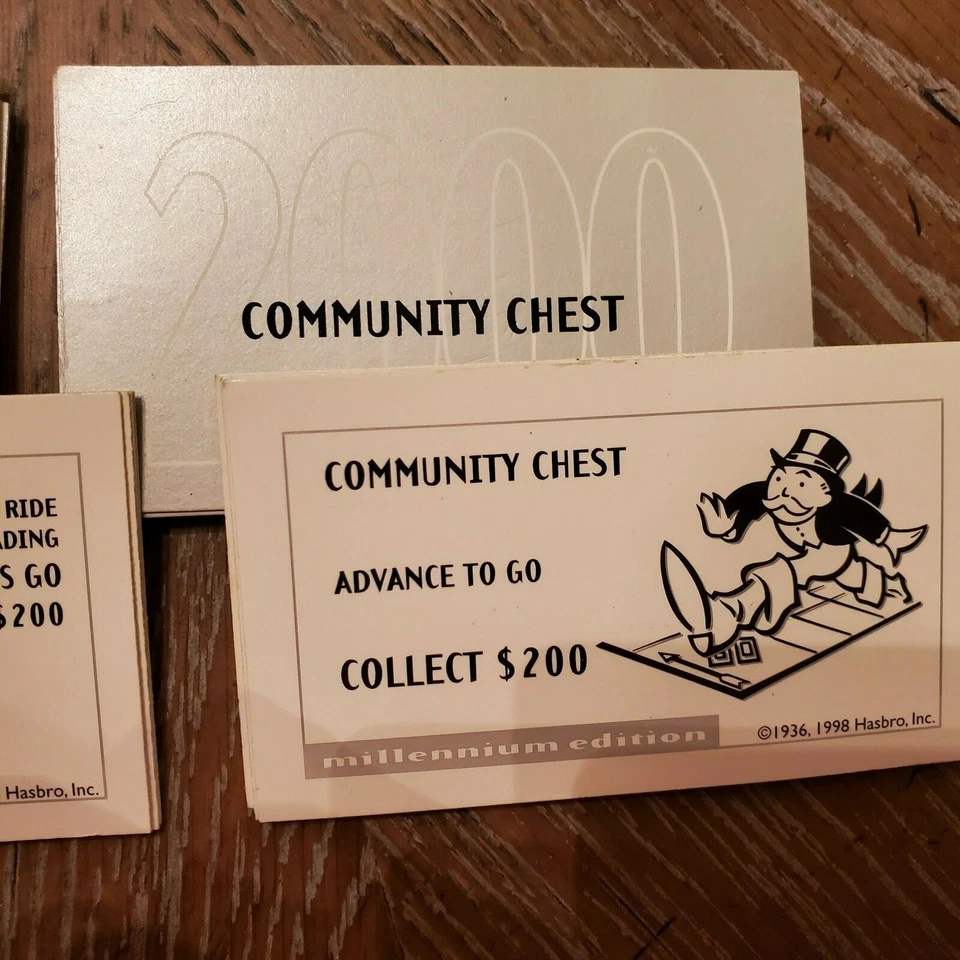 2000
COMMUNITY CHEST
COMMUNITY CHEST
ADVANCE TO GO
COLLECT $200
millennium edition
©1936, 1998 Hasbro, Inc.
RIDE
ADING
S GO
$200
Hasbro, Inc.